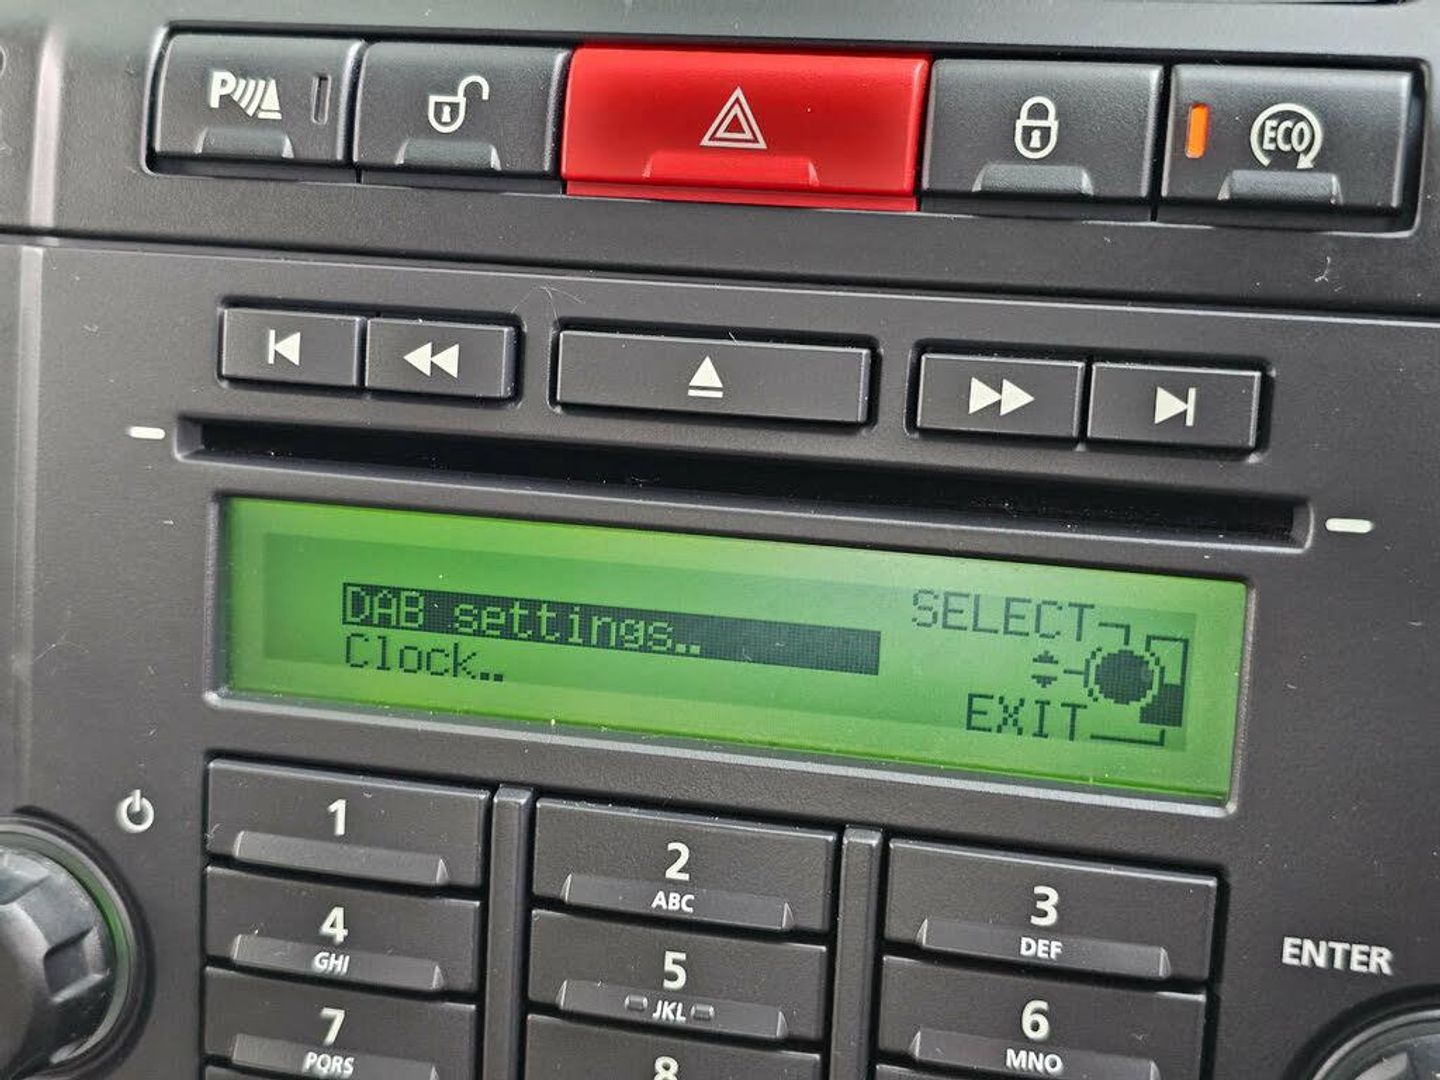 P
ECO
DAB settings..
Clock..
SELECT
EXIT
1
2
ABC
3
DEF
4
GHI
5
JKL
6
MNO
7
PQRS
8
ENTER